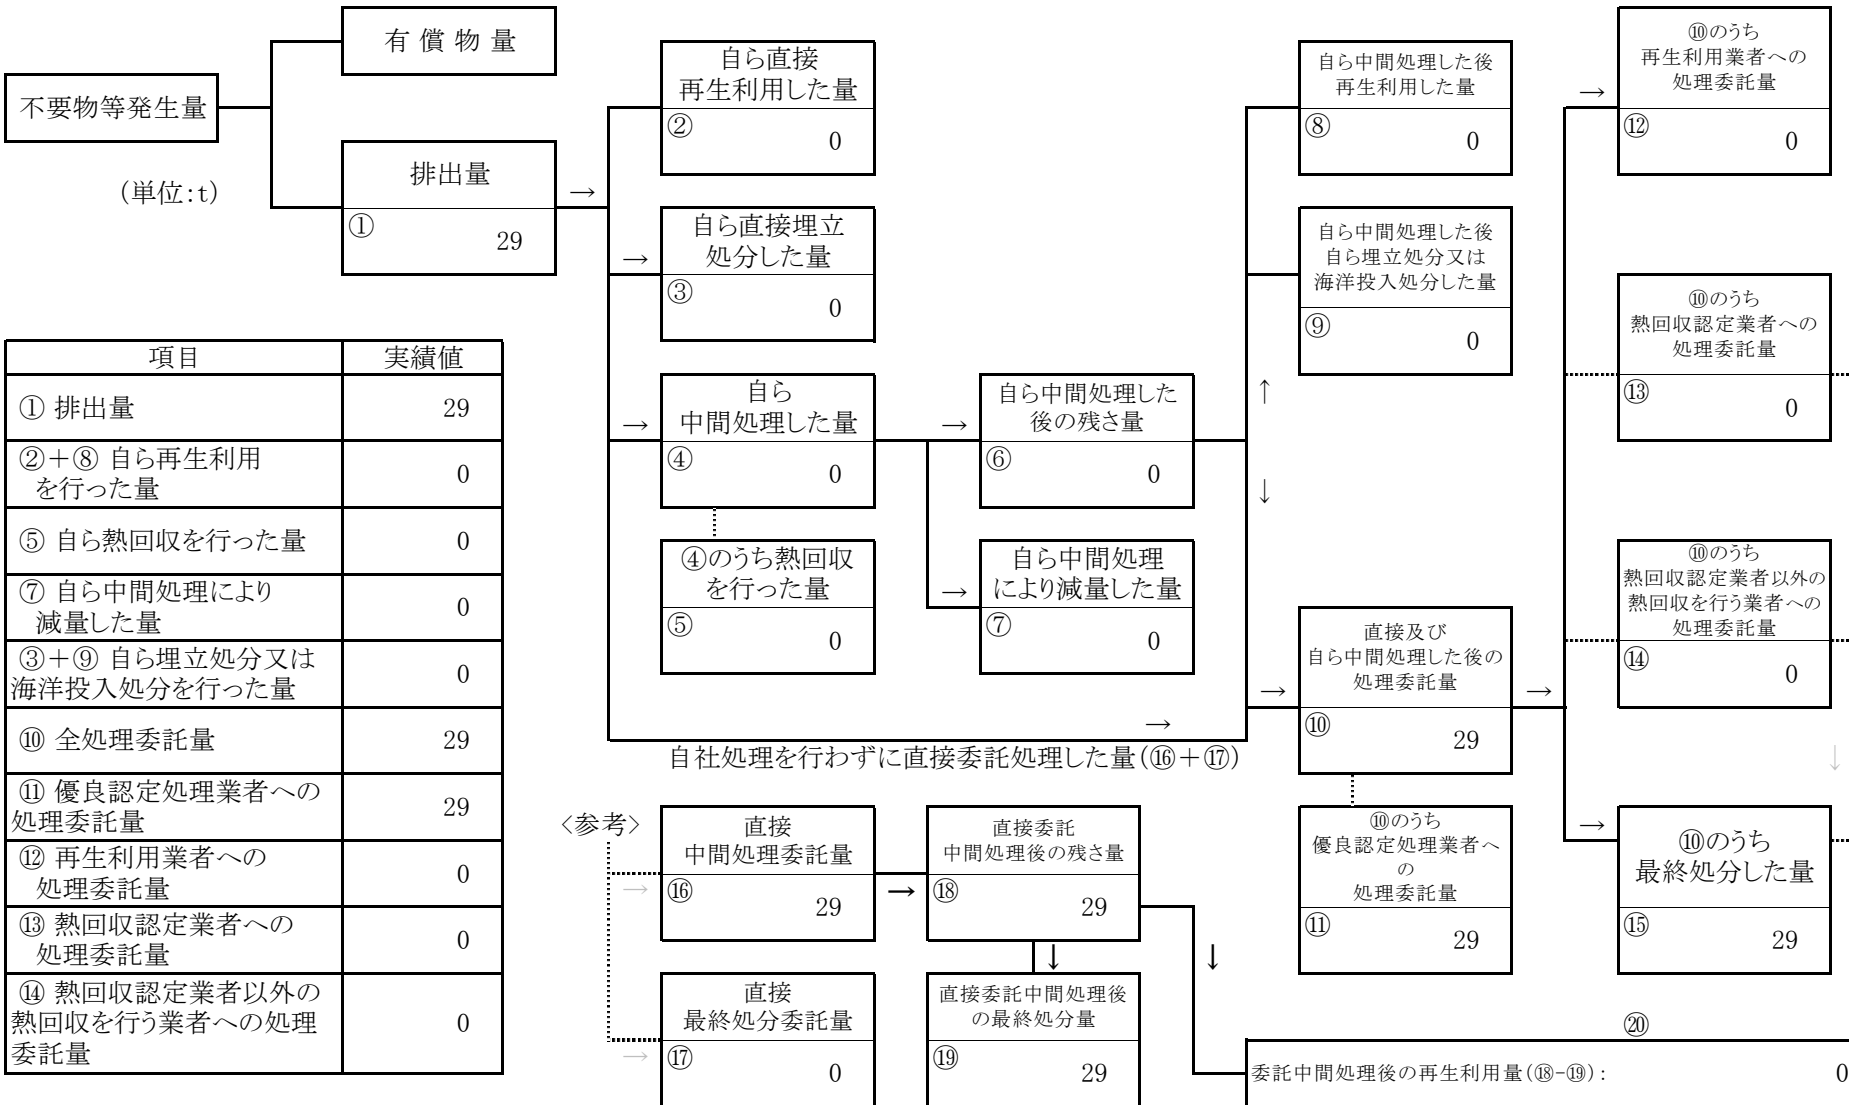 不要物等発生量
有 償 物 量
(単位:t)
排出量
①
29
→
自ら直接
再生利用した量
②
0
→
自ら直接埋立
処分した量
③
0
→
自ら
中間処理した量
④
0
④のうち熱回収
を行った量
⑤
0
→
自ら中間処理した
後の残さ量
⑥
0
→
自ら中間処理
により減量した量
⑦
0
→
自社処理を行わずに直接委託処理した量(⑯＋⑰)
↑
↓
自ら中間処理した後
再生利用した量
⑧
0
自ら中間処理した後
自ら埋立処分又は
海洋投入処分した量
⑨
0
→
直接及び
自ら中間処理した後の
処理委託量
⑩
29
→
⑩のうち
優良認定処理業者へ
の
処理委託量
⑪
29
→
⑩のうち
再生利用業者への
処理委託量
⑫
0
⑩のうち
熱回収認定業者への
処理委託量
⑬
0
⑩のうち
熱回収認定業者以外の
熱回収を行う業者への
処理委託量
⑭
0
↓
→
⑩のうち
最終処分した量
⑮
29
項目 実績値
① 排出量 29
②＋⑧ 自ら再生利用
を行った量 0
⑤ 自ら熱回収を行った量 0
⑦ 自ら中間処理により
減量した量 0
③＋⑨ 自ら埋立処分又は
海洋投入処分を行った量 0
⑩ 全処理委託量 29
⑪ 優良認定処理業者への
処理委託量 29
⑫ 再生利用業者への
処理委託量 0
⑬ 熱回収認定業者への
処理委託量 0
⑭ 熱回収認定業者以外の
熱回収を行う業者への処理
委託量 0
〈参考〉
→
直接
中間処理委託量
⑯
29
→
直接委託
中間処理後の残さ量
⑱
29
↓
↓
→
直接
最終処分委託量
⑰
0
直接委託中間処理後
の最終処分量
⑲
29
⑳
委託中間処理後の再生利用量(⑱-⑲): 0